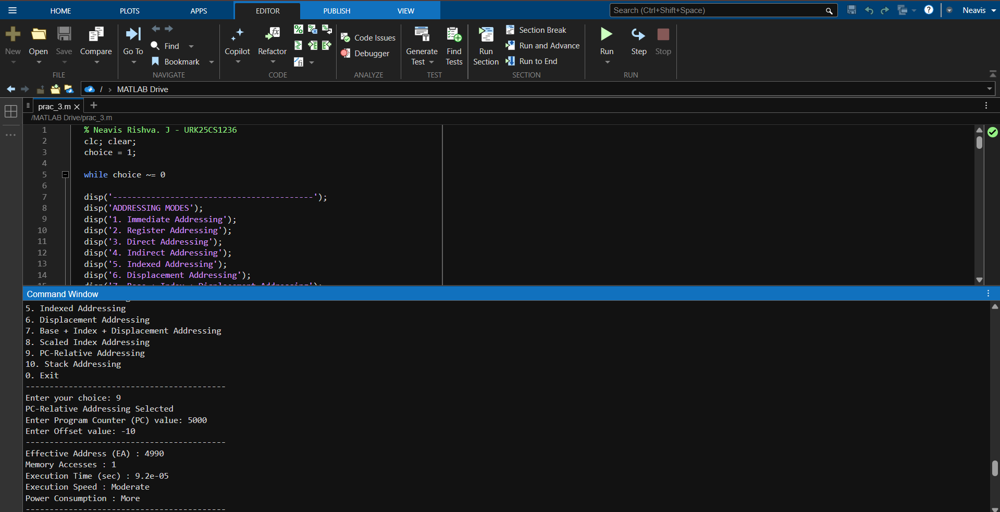 HOME PLOTS APPS EDITOR PUBLISH VIEW Search (Ctrl+Shift+Space) Neavis
New Open Save Compare Go To Find Bookmark Copilot Refactor Code Issues Debugger Generate Test Find Tests Run Section Section Break Run and Advance Run to End Run Step Stop
FILE NAVIGATE CODE ANALYZE TEST SECTION RUN
/ › MATLAB Drive
prac_3.m
/MATLAB Drive/prac_3.m
1 % Neavis Rishva. J - URK25CS1236
2 clc; clear;
3 choice = 1;
4
5 while choice ~= 0
6
7 disp('------------------------------------------');
8 disp('ADDRESSING MODES');
9 disp('1. Immediate Addressing');
10 disp('2. Register Addressing');
11 disp('3. Direct Addressing');
12 disp('4. Indirect Addressing');
13 disp('5. Indexed Addressing');
14 disp('6. Displacement Addressing');
15 disp('7. Base + Index + Displacement Addressing');
Command Window
5. Indexed Addressing
6. Displacement Addressing
7. Base + Index + Displacement Addressing
8. Scaled Index Addressing
9. PC-Relative Addressing
10. Stack Addressing
0. Exit
------------------------------------------
Enter your choice: 9
PC-Relative Addressing Selected
Enter Program Counter (PC) value: 5000
Enter Offset value: -10
------------------------------------------
Effective Address (EA) : 4990
Memory Accesses : 1
Execution Time (sec) : 9.2e-05
Execution Speed : Moderate
Power Consumption : More
------------------------------------------